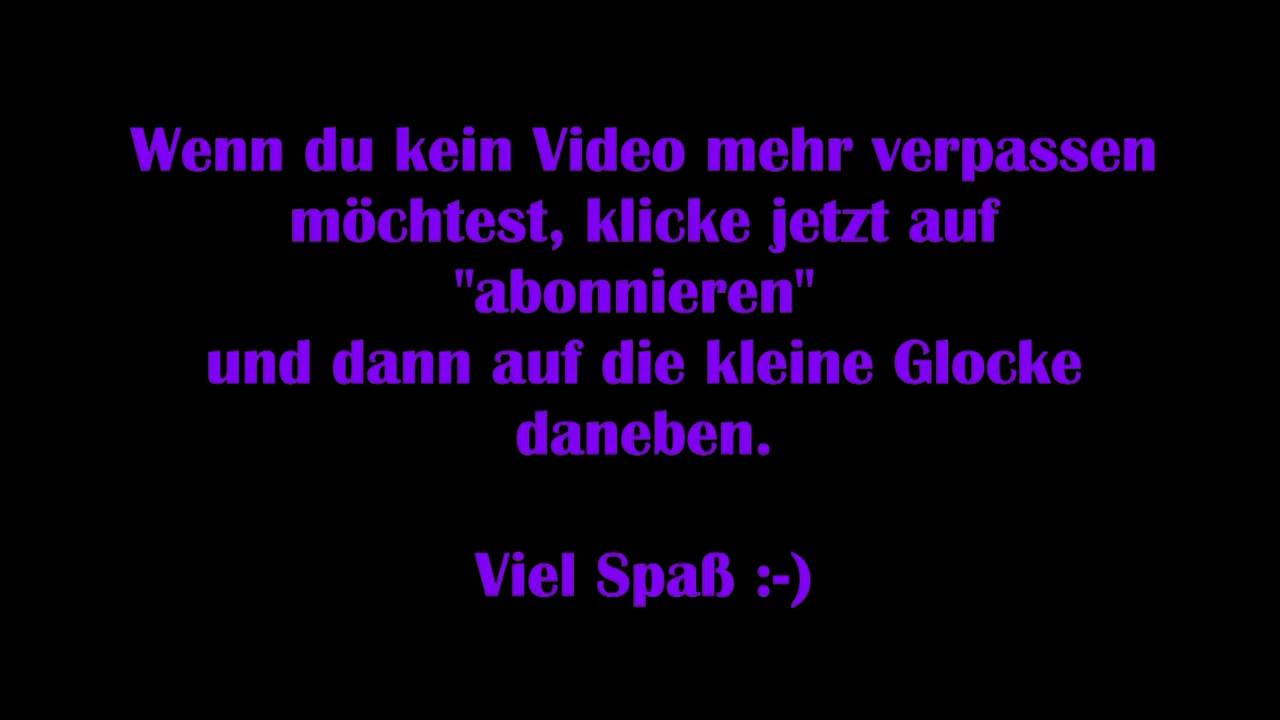 Wenn du kein Video mehr verpassen
möchtest, klicke jetzt auf
"abonnieren"
und dann auf die kleine Glocke
daneben.
Viel Spaß :-)